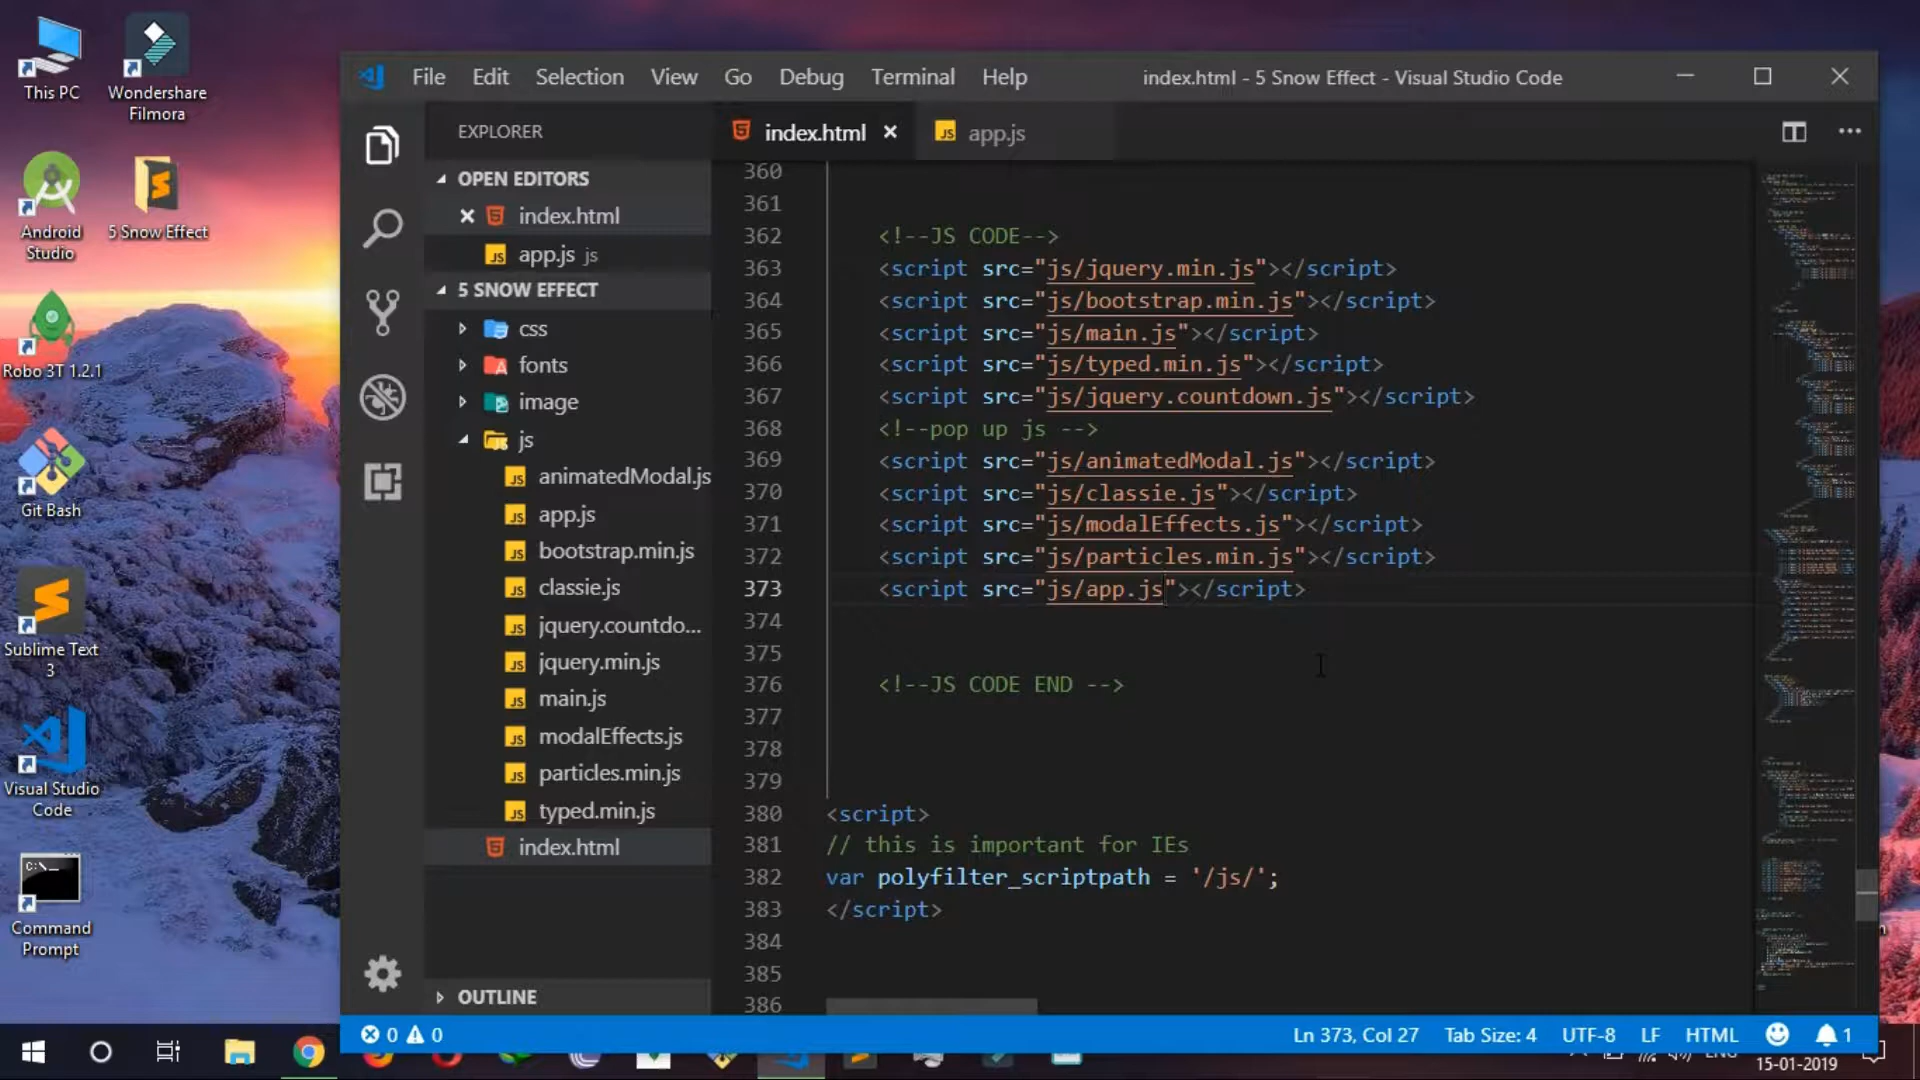 This PC
Wondershare
Filmora
Android
Studio
5 Snow Effect
Robo 3T 1.2.1
Git Bash
Sublime Text
3
Visual Studio
Code
C:\_
Command
Prompt
File Edit Selection View Go Debug Terminal Help
index.html - 5 Snow Effect - Visual Studio Code
EXPLORER
OPEN EDITORS
index.html
app.js js
5 SNOW EFFECT
css
fonts
image
js
animatedModal.js
app.js
bootstrap.min.js
classie.js
jquery.countdo...
jquery.min.js
main.js
modalEffects.js
particles.min.js
typed.min.js
index.html
OUTLINE
index.html
app.js
360
361
362 <!--JS CODE-->
363 <script src="js/jquery.min.js"></script>
364 <script src="js/bootstrap.min.js"></script>
365 <script src="js/main.js"></script>
366 <script src="js/typed.min.js"></script>
367 <script src="js/jquery.countdown.js"></script>
368 <!--pop up js -->
369 <script src="js/animatedModal.js"></script>
370 <script src="js/classie.js"></script>
371 <script src="js/modalEffects.js"></script>
372 <script src="js/particles.min.js"></script>
373 <script src="js/app.js"></script>
374
375
376 <!--JS CODE END -->
377
378
379
380 <script>
381 // this is important for IEs
382 var polyfilter_scriptpath = '/js/';
383 </script>
384
385
386
0 0
Ln 373, Col 27 Tab Size: 4 UTF-8 LF HTML 1
ENG
15-01-2019